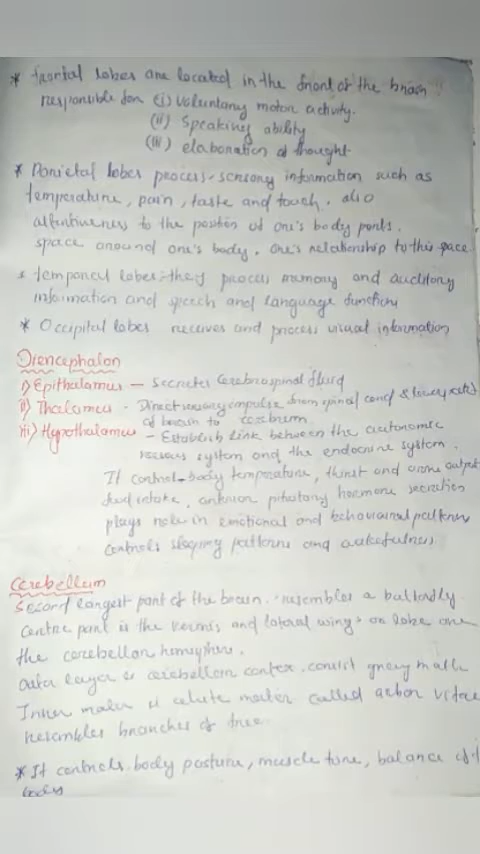 * frontal lobes are located in the front of the brain
responsible for (i) Voluntary motor activity.
(ii) Speaking ability
(iii) elaboration of thought
* Parietal lobes process sensory information such as
temperature, pain, taste and touch. also
attentiveness to the position of one's body parts.
space around one's body. One's relationship to this space.
* temporal lobes :- they process memory and auditory
information and speech and language functions
* Occipital lobes receives and process visual information
Diencephalon
i) Epithalamus — Secretes Cerebrospinal fluid
ii) Thalamus - Direct sensory impulse from spinal cord & lower parts
of brain to cerebrum
iii) Hypothalamus - Establish link between the autonomic
nervous system and the endocrine system.
It control body temperature, thirst and urine output
food intake, anterior pituitary hormone secretion
plays role in emotional and behavioural patterns
controls sleeping patterns and wakefulness
Cerebellum
Second largest part of the brain. resembles a butterfly.
Centre part is the vermis and lateral wings or lobe are
the cerebellar hemisphere.
Outer layer is cerebellum cortex. consist grey matter
Inner matter is white matter called arbor vitae
resembles branches of tree
* It controls body posture, muscle tune, balance of
body